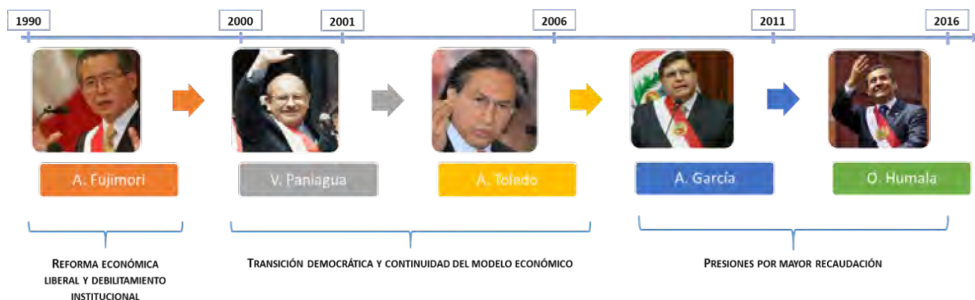 1990
2000
2001
2006
2011
2016
A. Fujimori
V. Paniagua
A. Toledo
A. García
O. Humala
REFORMA ECONÓMICA
LIBERAL Y DEBILITAMIENTO
INSTITUCIONAL
TRANSICIÓN DEMOCRÁTICA Y CONTINUIDAD DEL MODELO ECONÓMICO
PRESIONES POR MAYOR RECAUDACIÓN